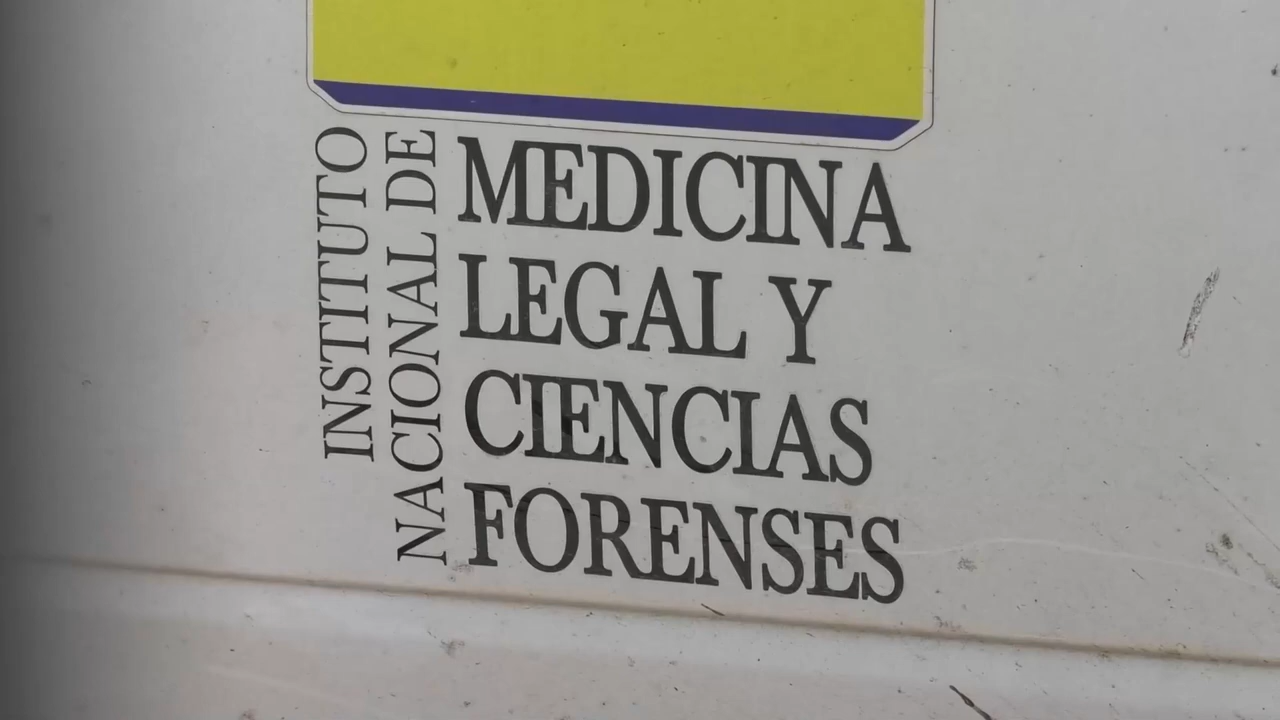 INSTITUTO
NACIONAL DE
MEDICINA
LEGAL Y
CIENCIAS
FORENSES